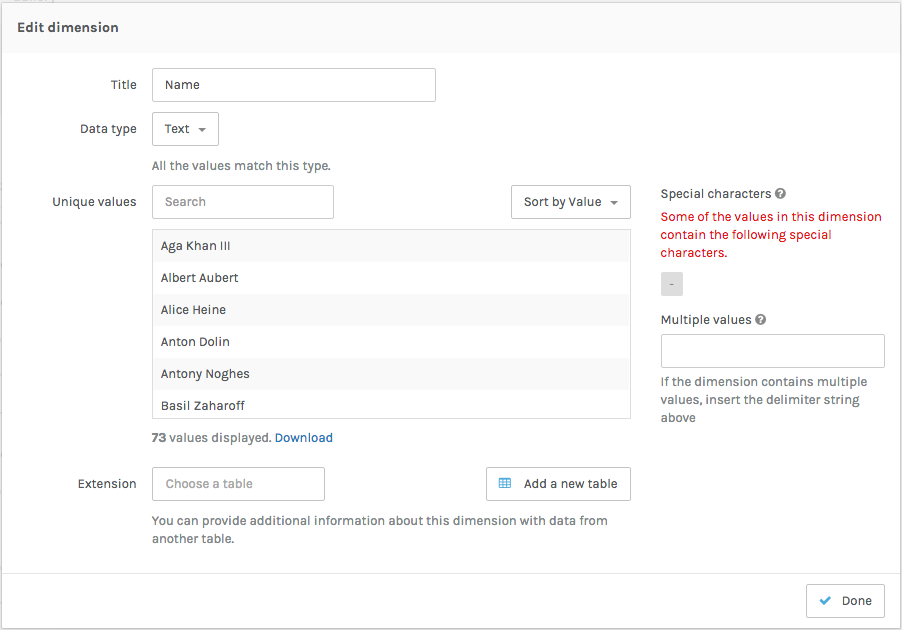 Edit dimension
Title
Name
Data type
Text
All the values match this type.
Unique values
Search
Sort by Value
Aga Khan III
Albert Aubert
Alice Heine
Anton Dolin
Antony Noghes
Basil Zaharoff
73 values displayed. Download
Special characters
Some of the values in this dimension
contain the following special
characters.
-
Multiple values
If the dimension contains multiple
values, insert the delimiter string
above
Extension
Choose a table
Add a new table
You can provide additional information about this dimension with data from
another table.
Done